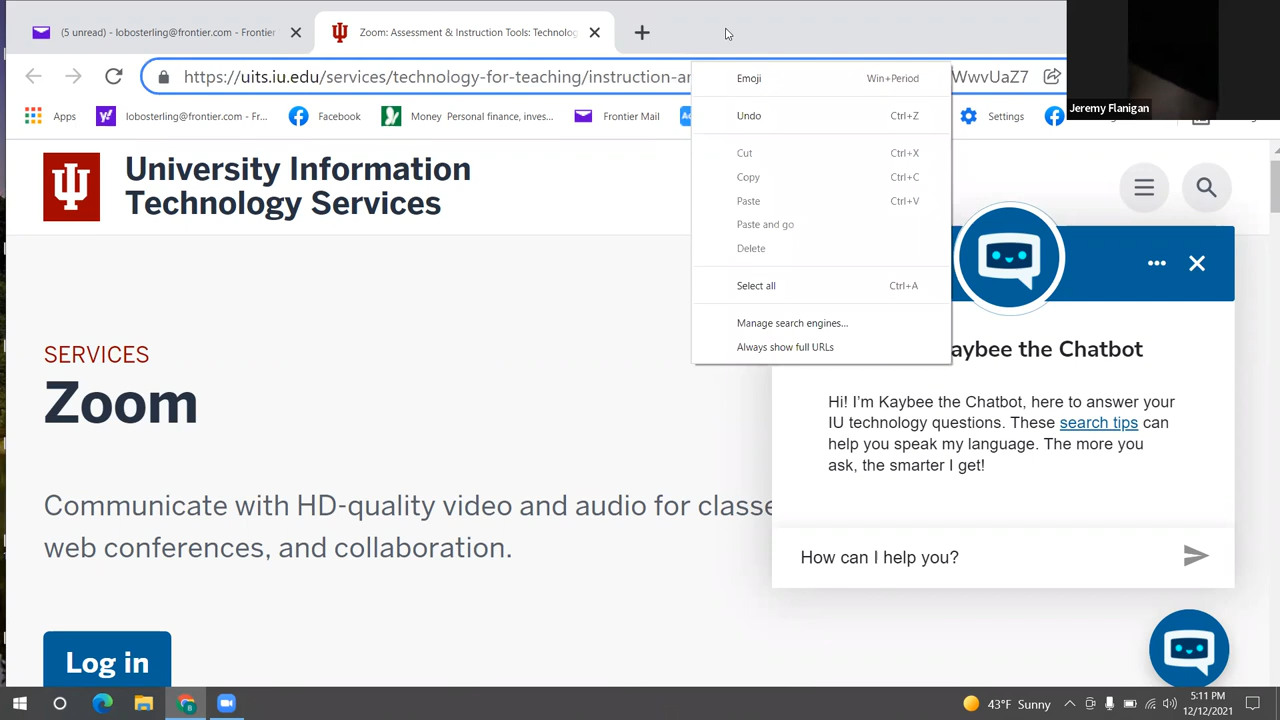 (5 unread) - lobosterling@frontier.com - Frontier
Zoom: Assessment & Instruction Tools: Technolog
Jeremy Flanigan
https://uits.iu.edu/services/technology-for-teaching/instruction-ar
WwvUaZ7
Apps
lobosterling@frontier.com - Fr...
Facebook
Money Personal finance, inves...
Frontier Mail
Settings
Emoji Win+Period
Undo Ctrl+Z
Cut Ctrl+X
Copy Ctrl+C
Paste Ctrl+V
Paste and go
Delete
Select all Ctrl+A
Manage search engines...
Always show full URLs
University Information
Technology Services
SERVICES
Zoom
Communicate with HD-quality video and audio for classe
web conferences, and collaboration.
Log in
aybee the Chatbot
Hi! I'm Kaybee the Chatbot, here to answer your
IU technology questions. These search tips can
help you speak my language. The more you
ask, the smarter I get!
How can I help you?
43°F Sunny
5:11 PM
12/12/2021